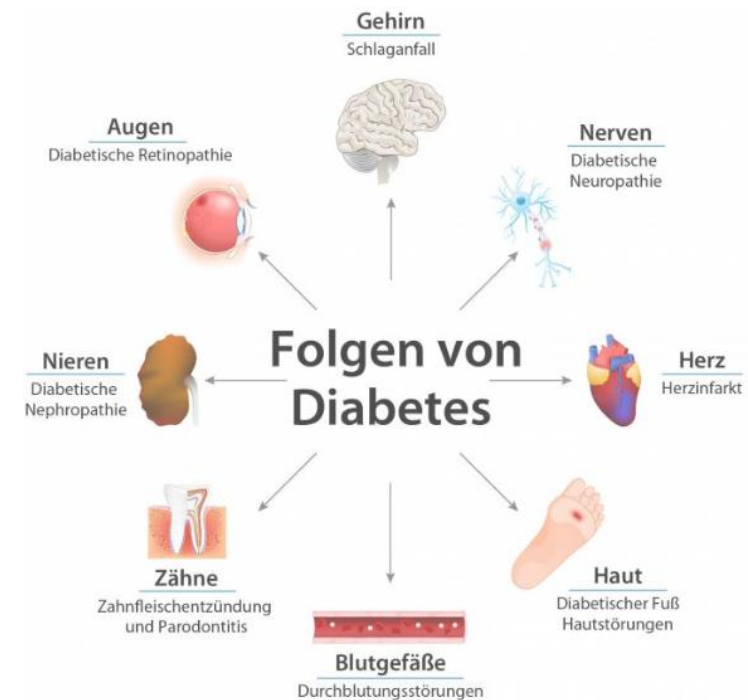 Gehirn
Schlaganfall
Augen
Diabetische Retinopathie
Nerven
Diabetische
Neuropathie
Folgen von
Diabetes
Nieren
Diabetische
Nephropathie
Herz
Herzinfarkt
Zähne
Zahnfleischentzündung
und Parodontitis
Haut
Diabetischer Fuß
Hautstörungen
Blutgefäße
Durchblutungsstörungen